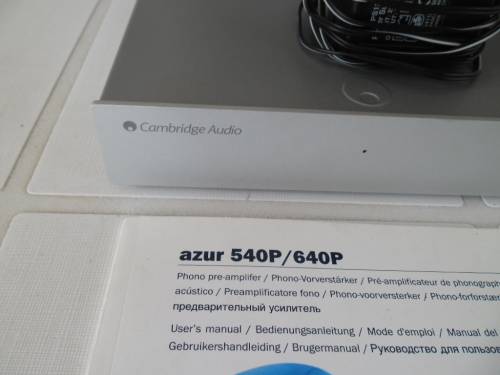 Cambridge Audio
azur 540P/640P
Phono pre-amplifer / Phono-Vorverstärker / Pré-amplificateur de phonograph
acústico / Preamplificatore fono / Phono-voorversterker / Phono-forforstær
предварительный усилитель
User's manual / Bedienungsanleitung / Mode d'emploi / Manual del
Gebruikershandleiding / Brugermanual / Руководство для пользов